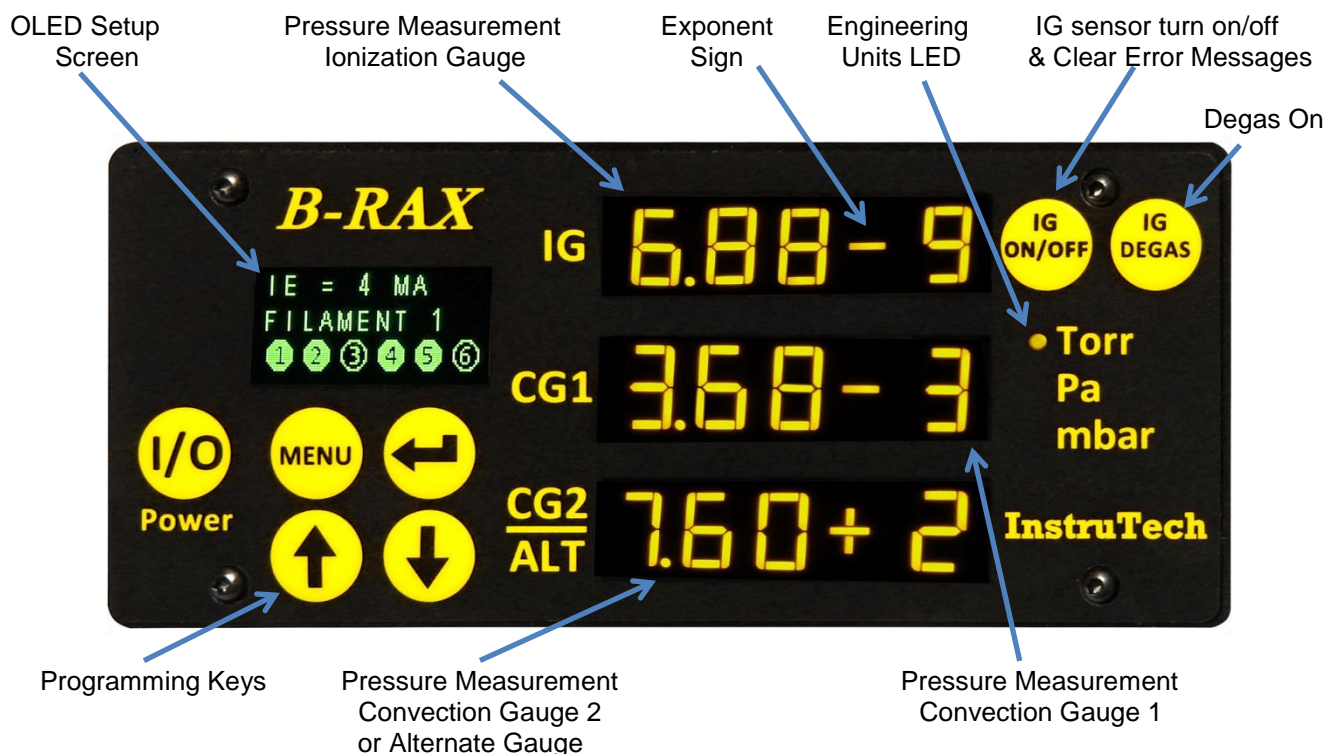 OLED Setup
Screen
Pressure Measurement
Ionization Gauge
Exponent
Sign
Engineering
Units LED
IG sensor turn on/off
& Clear Error Messages
Degas On
B-RAX
IE = 4 MA
FILAMENT 1
1 2 3 4 5 6
IG
6.88 - 9
IG
ON/OFF
IG
DEGAS
CG1
3.68 - 3
Torr
Pa
mbar
I/O
Power
MENU
CG2
ALT
7.60 + 2
InstruTech
Programming Keys
Pressure Measurement
Convection Gauge 2
or Alternate Gauge
Pressure Measurement
Convection Gauge 1